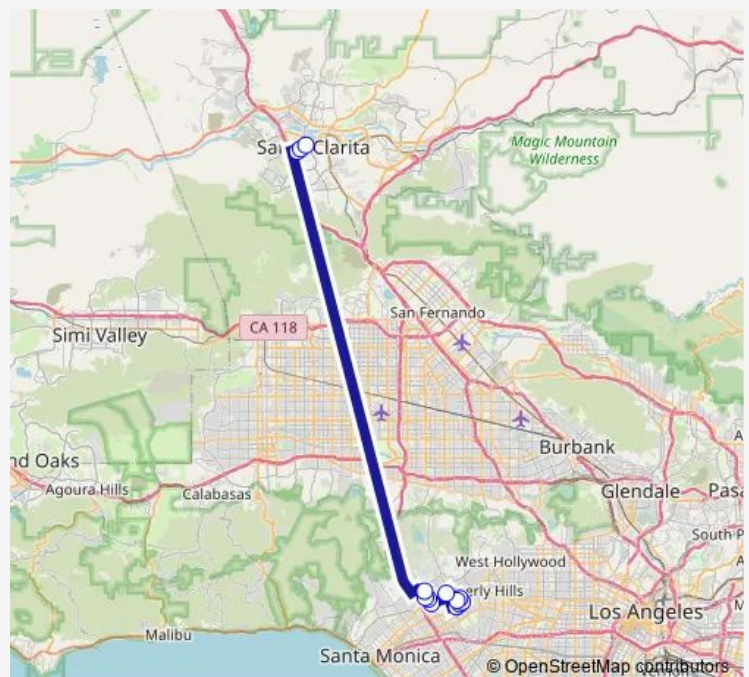 Sa
Clarita
Magic Mountain
Wilderness
San Fernando
CA 118
Simi Valley
Burbank
nd Oaks
Agoura Hills
Calabasas
Glendale
Pasa
South P
West Hollywood
erly Hills
Los Angeles
Malibu
Santa Monica
© OpenStreetMap contributors